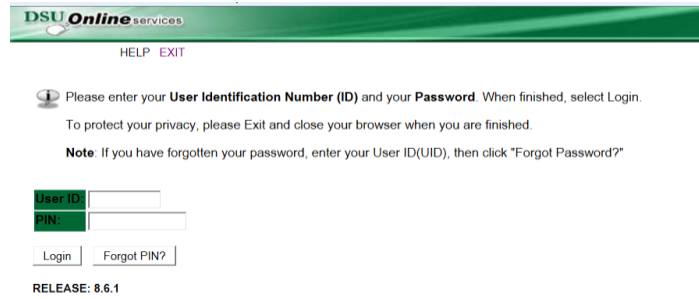 DSU Online services
HELP EXIT
Please enter your User Identification Number (ID) and your Password. When finished, select Login.
To protect your privacy, please Exit and close your browser when you are finished.
Note: If you have forgotten your password, enter your User ID(UID), then click "Forgot Password?"
User ID:
PIN:
Login Forgot PIN?
RELEASE: 8.6.1